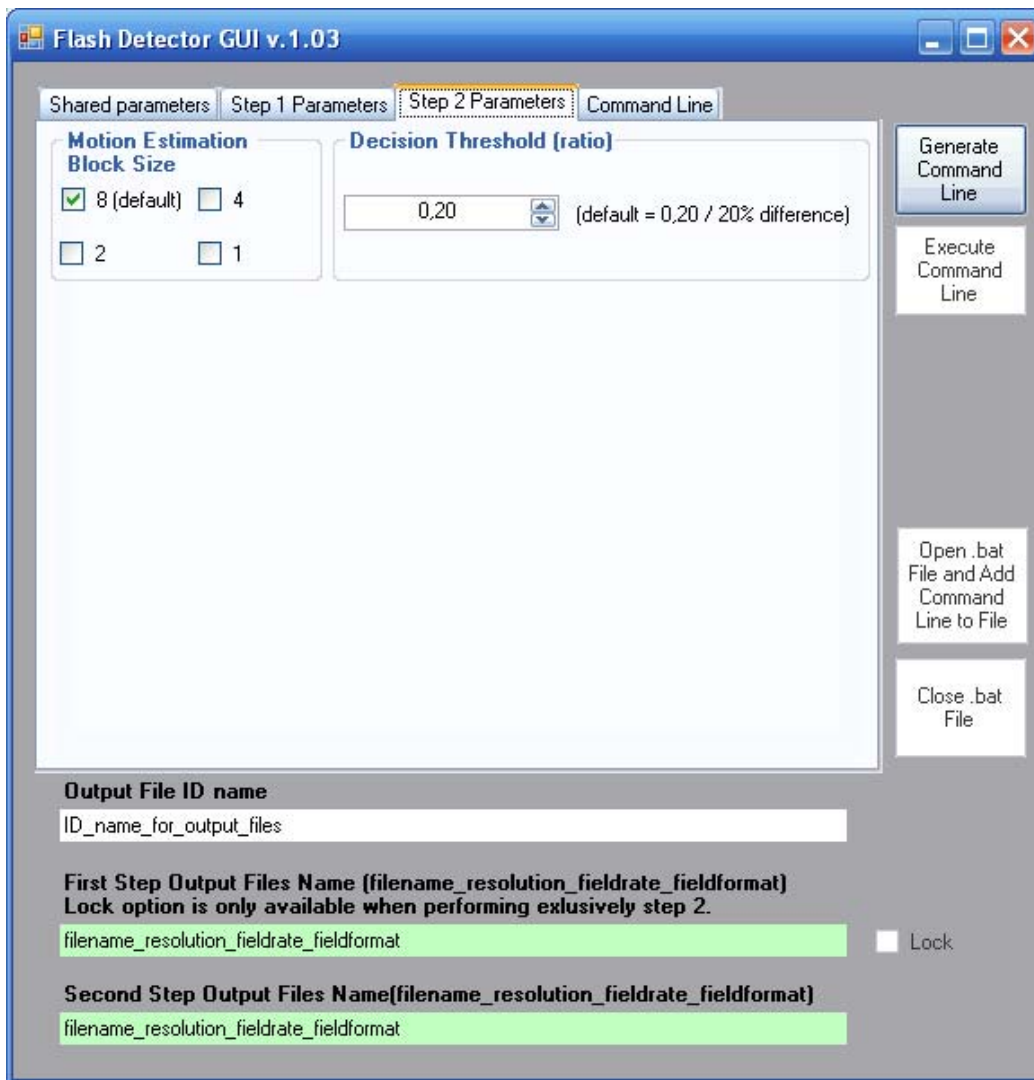 Flash Detector GUI v.1.03
Shared parameters
Step 1 Parameters
Step 2 Parameters
Command Line
Motion Estimation
Block Size
8 (default)
4
2
1
Decision Threshold (ratio)
0,20
(default = 0,20 / 20% difference)
Generate
Command
Line
Execute
Command
Line
Open .bat
File and Add
Command
Line to File
Close .bat
File
Output File ID name
ID_name_for_output_files
First Step Output Files Name (filename_resolution_fieldrate_fieldformat)
Lock option is only available when performing exlusively step 2.
filename_resolution_fieldrate_fieldformat
Lock
Second Step Output Files Name(filename_resolution_fieldrate_fieldformat)
filename_resolution_fieldrate_fieldformat